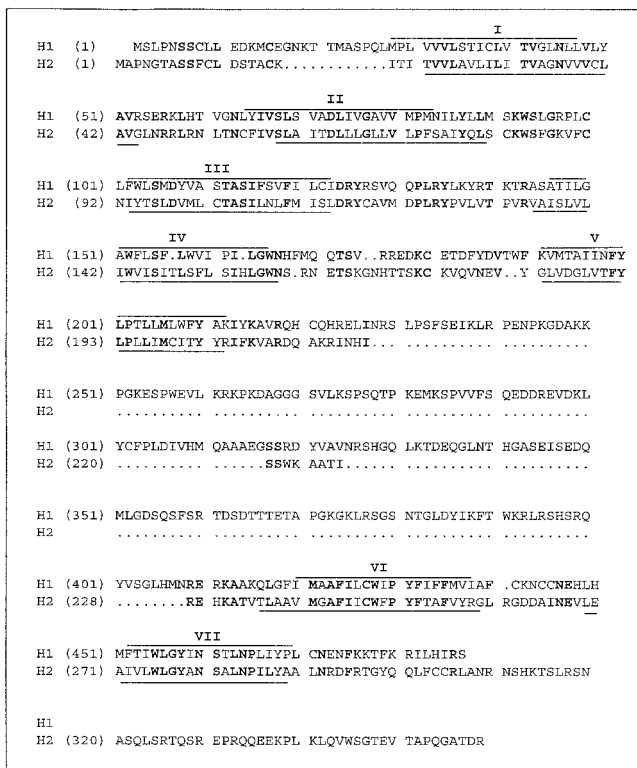 I
H1 (1) MSLPNSSCLL EDKMCEGNKT TMASPQLMPL VVVLSTICLV TVGLNLLVLY
H2 (1) MAPNGTASSFCL DSTACK............ITI TVVLAVLILI TVAGNVVVCL
II
H1 (51) AVRSERKLHT VGNLYIVSLS VADLIVGAVV MPMNILYLLM SKWSLGRPLC
H2 (42) AVGLNRRLRN LTNCFIVSLA ITDLLLGLLV LPFSAIYQLS CKWSFGKVFC
III
H1 (101) LFWLSMDYVA STASIFSVFI LCIDRYRSVQ QPLRYLKYRT KTRASATILG
H2 (92) NIYTSLDVML CTASILNLFM ISLDRYCAVM DPLRYPVLVT PVRVAISLVL
IV V
H1 (151) AWFLSF.LWVI PI.LGWNHFMQ QTSV..RREDKC ETDFYDVTWF KVMTAIINFY
H2 (142) IWVISITLSFL SIHLGWNS.RN ETSKGNHTTSKC KVQVNEV..Y GLVDGLVTFY
H1 (201) LPTLLMLWFY AKIYKAVRQH CQHRELINRS LPSFSEIKLR PENPKGDAKK
H2 (193) LPLLIMCITY YRIFKVARDQ AKRINHI... .......... ..........
H1 (251) PGKESPWEVL KRKPKDAGGG SVLKSPSQTP KEMKSPVVFS QEDDREVDKL
H2 .......... .......... .......... .......... ..........
H1 (301) YCFPLDIVHM QAAAEGSSRD YVAVNRSHGQ LKTDEQGLNT HGASEISEDQ
H2 (220) .......... ......SSWK AATI...... .......... ..........
H1 (351) MLGDSQSFSR TDSDTTTETA PGKGKLRSGS NTGLDYIKFT WKRLRSHSRQ
H2 .......... .......... .......... .......... ..........
VI
H1 (401) YVSGLHMNRE RKAAKQLGFI MAAFILCWIP YFIFFMVIAF .CKNCCNEHLH
H2 (228) ........RE HKATVTLAAV MGAFIICWFP YFTAFVYRGL RGDDAINEVLE
VII
H1 (451) MFTIWLGYIN STLNPLIYPL CNENFKKTFK RILHIRS
H2 (271) AIVLWLGYAN SALNPILYAA LNRDFRTGYQ QLFCCRLANR NSHKTSLRSN
H1
H2 (320) ASQLSRTQSR EPRQQEEKPL KLQVWSGTEV TAPQGATDR